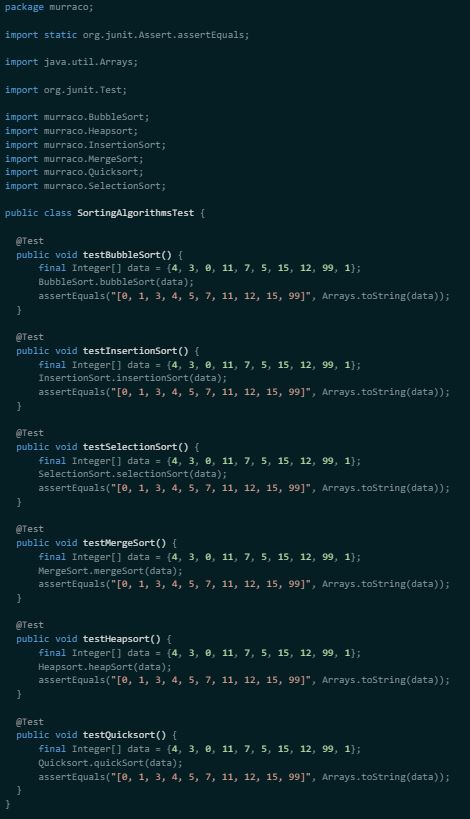 package murraco;
import static org.junit.Assert.assertEquals;
import java.util.Arrays;
import org.junit.Test;
import murraco.BubbleSort;
import murraco.Heapsort;
import murraco.InsertionSort;
import murraco.MergeSort;
import murraco.Quicksort;
import murraco.SelectionSort;
public class SortingAlgorithmsTest {
@Test
public void testBubbleSort() {
final Integer[] data = {4, 3, 0, 11, 7, 5, 15, 12, 99, 1};
BubbleSort.bubbleSort(data);
assertEquals("[0, 1, 3, 4, 5, 7, 11, 12, 15, 99]", Arrays.toString(data));
}
@Test
public void testInsertionSort() {
final Integer[] data = {4, 3, 0, 11, 7, 5, 15, 12, 99, 1};
InsertionSort.insertionSort(data);
assertEquals("[0, 1, 3, 4, 5, 7, 11, 12, 15, 99]", Arrays.toString(data));
}
@Test
public void testSelectionSort() {
final Integer[] data = {4, 3, 0, 11, 7, 5, 15, 12, 99, 1};
SelectionSort.selectionSort(data);
assertEquals("[0, 1, 3, 4, 5, 7, 11, 12, 15, 99]", Arrays.toString(data));
}
@Test
public void testMergeSort() {
final Integer[] data = {4, 3, 0, 11, 7, 5, 15, 12, 99, 1};
MergeSort.mergeSort(data);
assertEquals("[0, 1, 3, 4, 5, 7, 11, 12, 15, 99]", Arrays.toString(data));
}
@Test
public void testHeapsort() {
final Integer[] data = {4, 3, 0, 11, 7, 5, 15, 12, 99, 1};
Heapsort.heapSort(data);
assertEquals("[0, 1, 3, 4, 5, 7, 11, 12, 15, 99]", Arrays.toString(data));
}
@Test
public void testQuicksort() {
final Integer[] data = {4, 3, 0, 11, 7, 5, 15, 12, 99, 1};
Quicksort.quickSort(data);
assertEquals("[0, 1, 3, 4, 5, 7, 11, 12, 15, 99]", Arrays.toString(data));
}
}